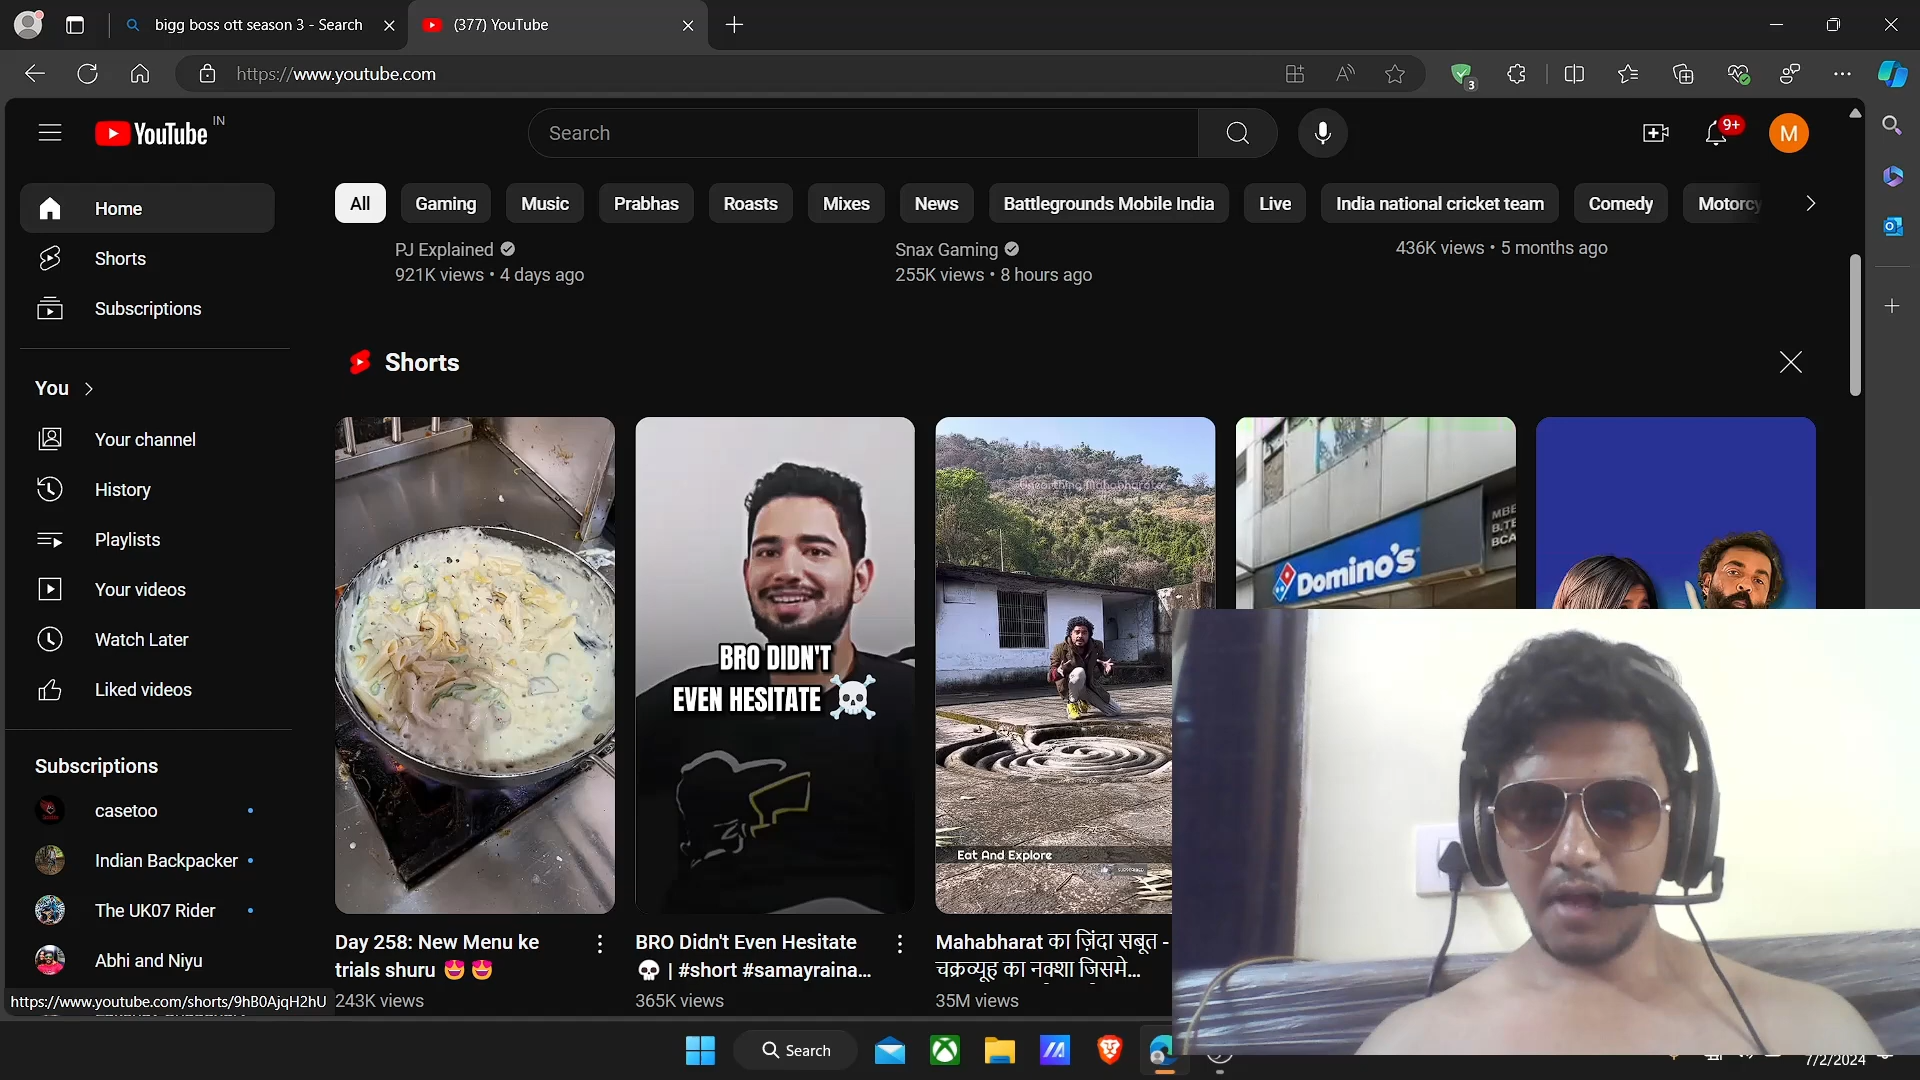 bigg boss ott season 3 - Search
(377) YouTube
https://www.youtube.com
3
YouTube
IN
Search
9+
M
Home
Shorts
Subscriptions
You
Your channel
History
Playlists
Your videos
Watch Later
Liked videos
Subscriptions
casetoo
Indian Backpacker
The UK07 Rider
Abhi and Niyu
https://www.youtube.com/shorts/9hB0AjqH2hU
All
Gaming
Music
Prabhas
Roasts
Mixes
News
Battlegrounds Mobile India
Live
India national cricket team
Comedy
Motorcy
PJ Explained
921K views • 4 days ago
Snax Gaming
255K views • 8 hours ago
436K views • 5 months ago
Shorts
BRO DIDN'T
EVEN HESITATE
Eat And Explore
Domino's
MBE
B.TE
BCA
Day 258: New Menu ke
trials shuru 😍😍
243K views
BRO Didn't Even Hesitate
💀 | #short #samayraina...
365K views
Mahabharat का ज़िंदा सबूत -
चक्रव्यूह का नक्शा जिसमे...
35M views
Search
7/2/2024